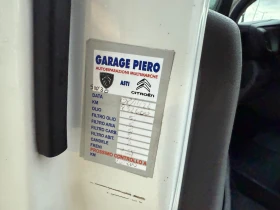 GARAGE PIERO
AUTORIPARAZIONI MULTIMARCHE
ASTI
CITROËN
DATA
KM
OLIO
FILTRO OLIO
FILTRO ARIA
FILTRO CARB.
FILTRO ABIT.
CANDELE
FRENI
PROSSIMO CONTROLLO A
KM